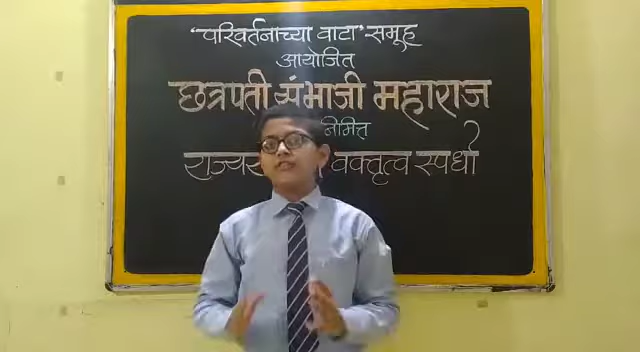 ‘परिवर्तनाच्या वाटा’ समूह
आयोजित
छत्रपती संभाजी महाराज
निमित्त
वक्तृत्व स्पर्धा